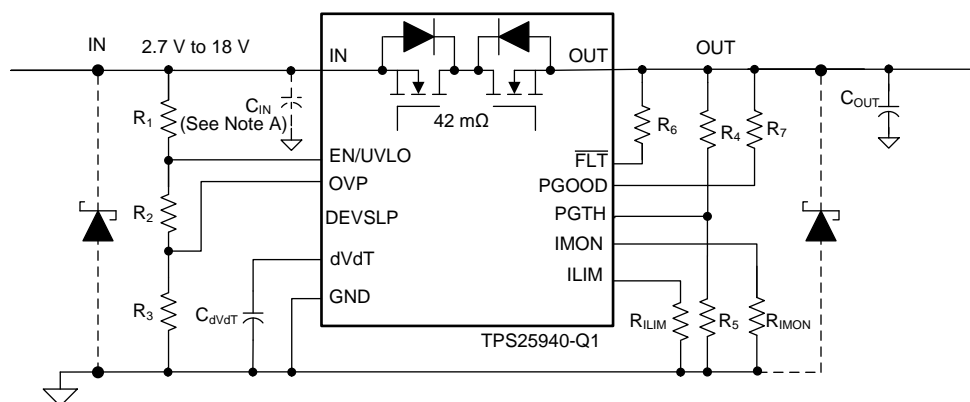 IN
2.7 V to 18 V
IN
OUT
OUT
R1
CIN
(See Note A)
42 mΩ
COUT
R6
R4
R7
EN/UVLO
FLT
OVP
PGOOD
R2
DEVSLP
PGTH
IMON
dVdT
ILIM
R3
CdVdT
GND
RILIM
R5
RIMON
TPS25940-Q1